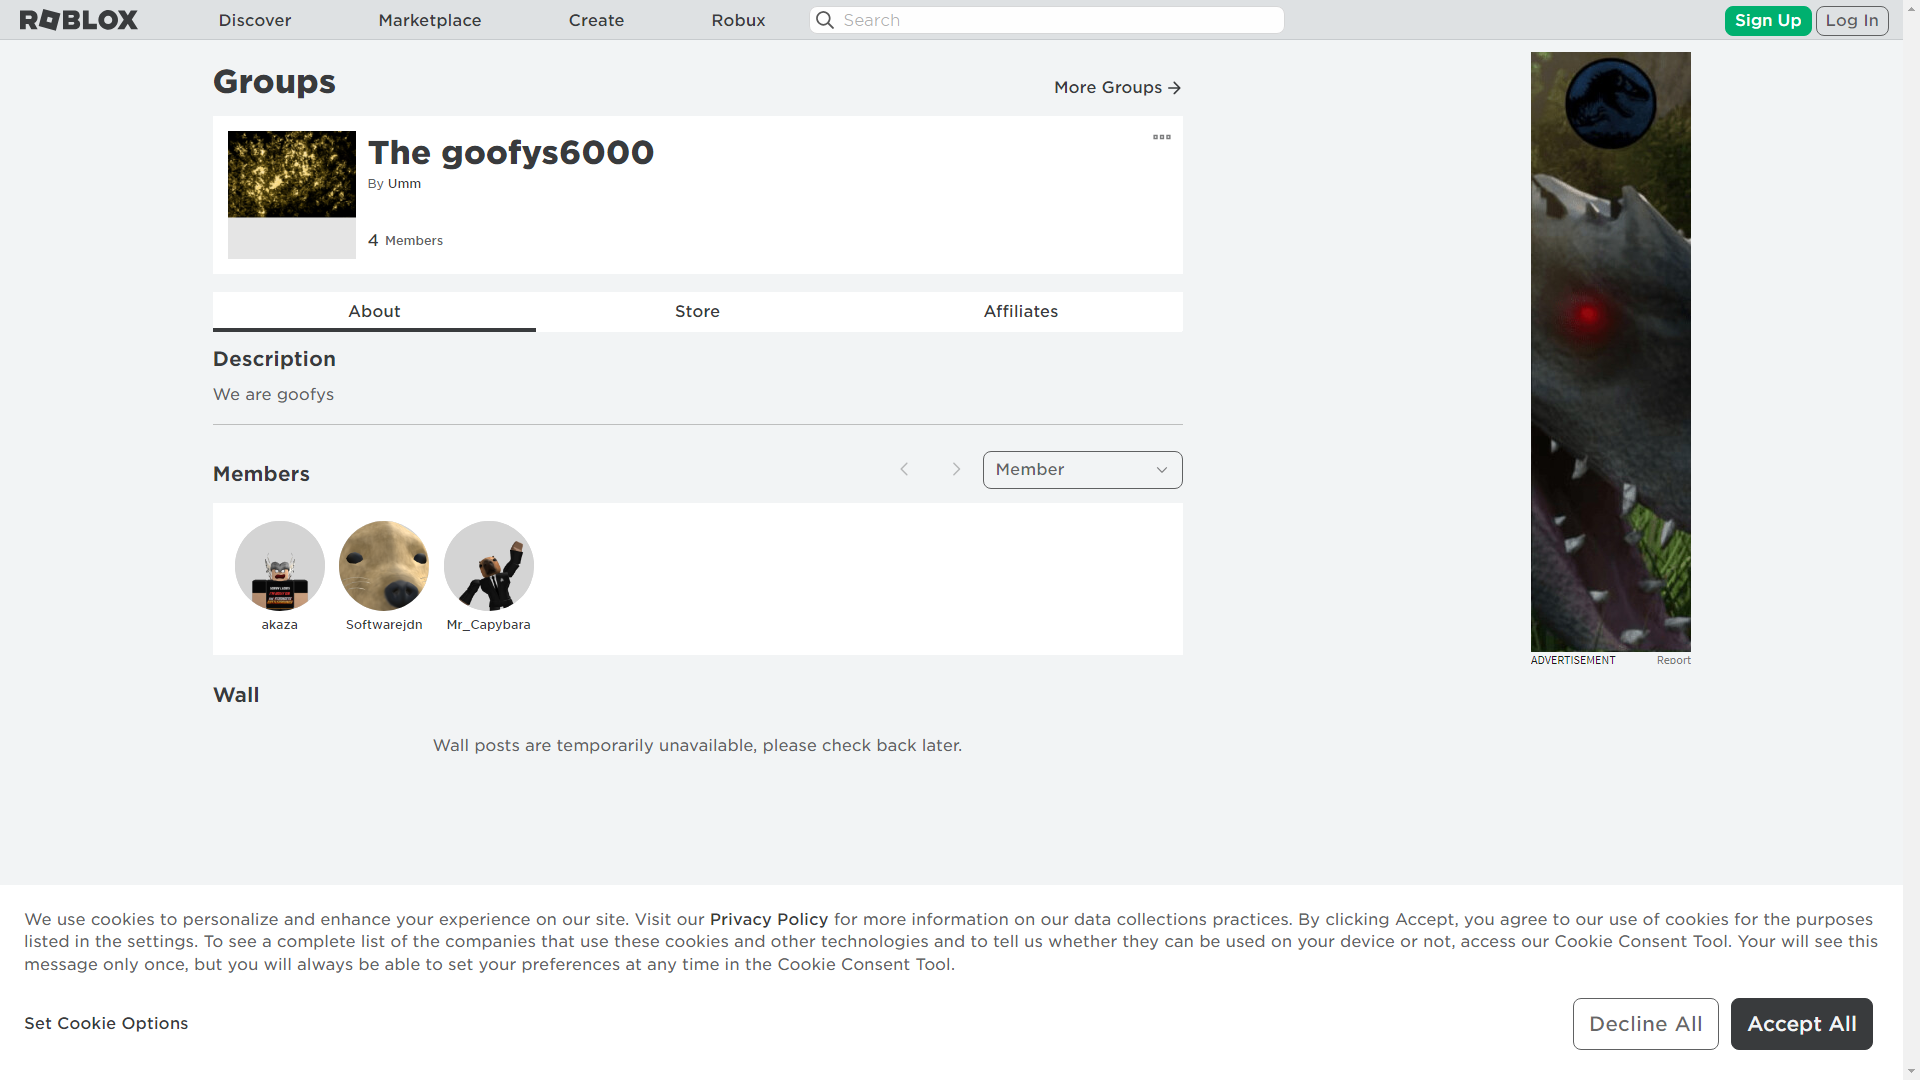 ROBLOX
Discover
Marketplace
Create
Robux
Search
Sign Up
Log In
Groups
More Groups
The goofys6000
By Umm
4 Members
About
Store
Affiliates
Description
We are goofys
Members
Member
akaza
Softwarejdn
Mr_Capybara
Wall
Wall posts are temporarily unavailable, please check back later.
ADVERTISEMENT
Report
We use cookies to personalize and enhance your experience on our site. Visit our Privacy Policy for more information on our data collections practices. By clicking Accept, you agree to our use of cookies for the purposes
listed in the settings. To see a complete list of the companies that use these cookies and other technologies and to tell us whether they can be used on your device or not, access our Cookie Consent Tool. Your will see this
message only once, but you will always be able to set your preferences at any time in the Cookie Consent Tool.
Set Cookie Options
Decline All
Accept All